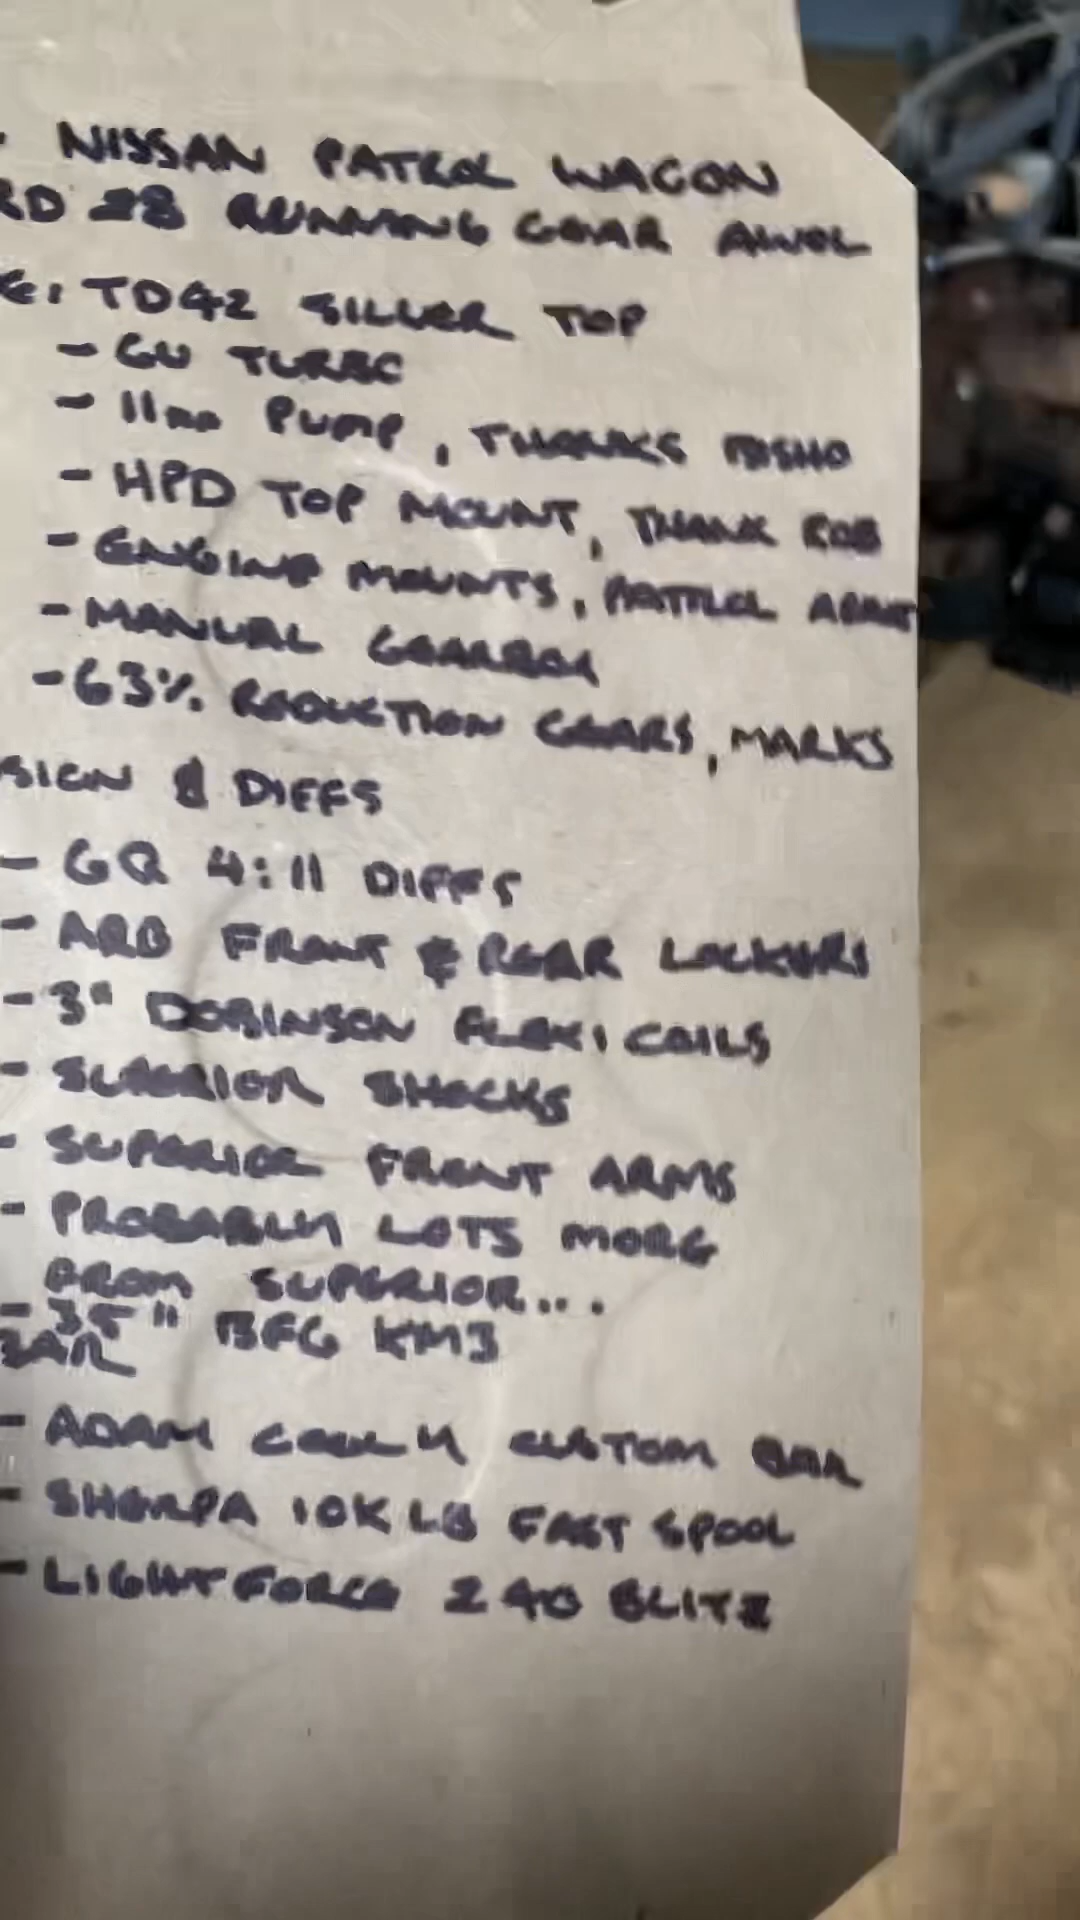 NISSAN PATROL WAGON
RD 28 RUNNING GEAR AWOL
E: TD42 SILVER TOP
- GU TURBO
- 11mm PUMP, THANKS
- HPD TOP MOUNT, THANK ROB
- ENGINE MOUNTS, PATROL
- MANUAL GEARBOX
- 63% REDUCTION GEARS, MARKS
SION & DIFFS
- GQ 4:11 DIFFS
- ARB FRONT & REAR LOCKERS
- 3" DOBINSON FLEXI COILS
- SUPERIOR SHOCKS
- SUPERIOR FRONT ARMS
- PROBABLY LOTS MORE
FROM SUPERIOR...
- 35" BFG KM3
BAR
- ADAM CUSTOM BAR
- SHERPA 10K LB FAST SPOOL
- LIGHTFORCE 240 BLITZ